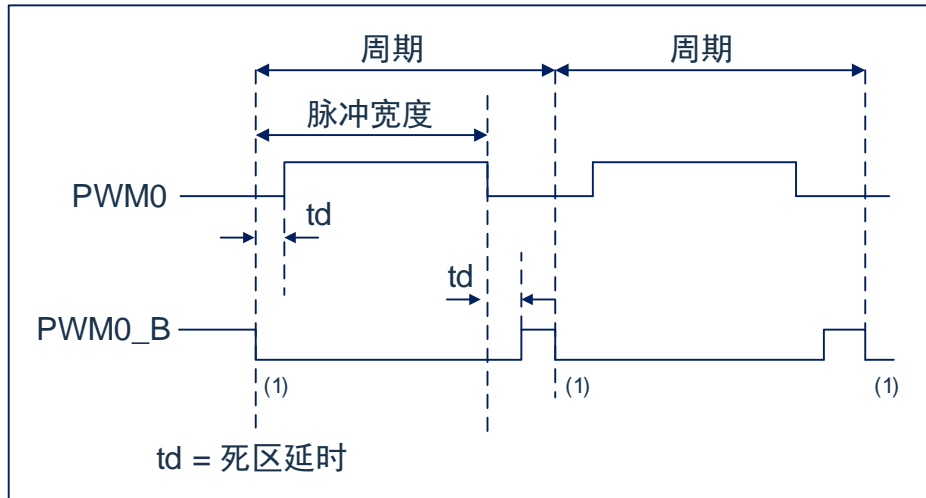 周期 周期
脉冲宽度
PWM0
td
td
PWM0_B
(1) (1) (1)
td = 死区延时